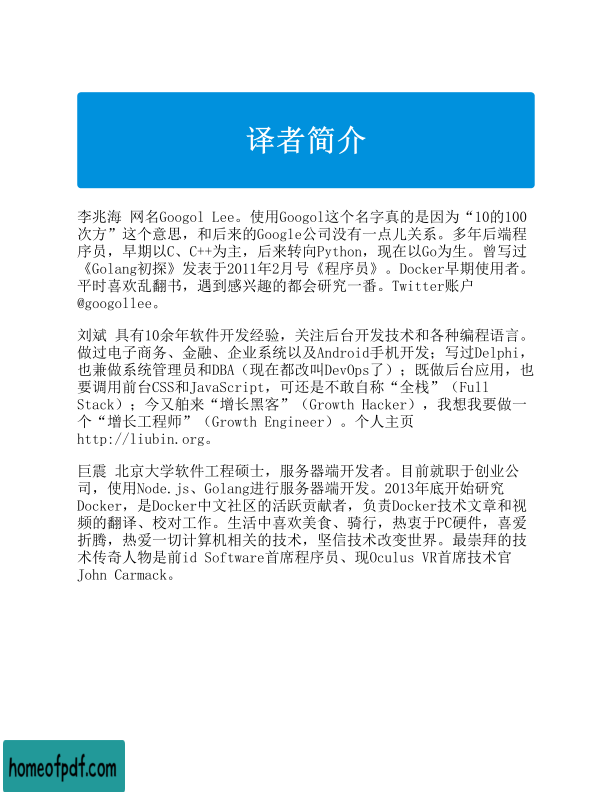 译者简介
李兆海 网名Googol Lee。使用Googol这个名字真的是因为“10的100
次方”这个意思，和后来的Google公司没有一点儿关系。多年后端程
序员，早期以C、C++为主，后来转向Python，现在以Go为生。曾写过
《Golang初探》发表于2011年2月号《程序员》。Docker早期使用者。
平时喜欢乱翻书，遇到感兴趣的都会研究一番。Twitter账户
@googollee。
刘斌 具有10余年软件开发经验，关注后台开发技术和各种编程语言。
做过电子商务、金融、企业系统以及Android手机开发；写过Delphi，
也兼做系统管理员和DBA（现在都改叫DevOps了）；既做后台应用，也
要调用前台CSS和JavaScript，可还是不敢自称“全栈”（Full
Stack）；今又舶来“增长黑客”（Growth Hacker），我想我要做一
个“增长工程师”（Growth Engineer）。个人主页
http://liubin.org。
巨震 北京大学软件工程硕士，服务器端开发者。目前就职于创业公
司，使用Node.js、Golang进行服务器端开发。2013年底开始研究
Docker，是Docker中文社区的活跃贡献者，负责Docker技术文章和视
频的翻译、校对工作。生活中喜欢美食、骑行，热衷于PC硬件，喜爱
折腾，热爱一切计算机相关的技术，坚信技术改变世界。最崇拜的技
术传奇人物是前id Software首席程序员、现Oculus VR首席技术官
John Carmack。
homeofpdf.com